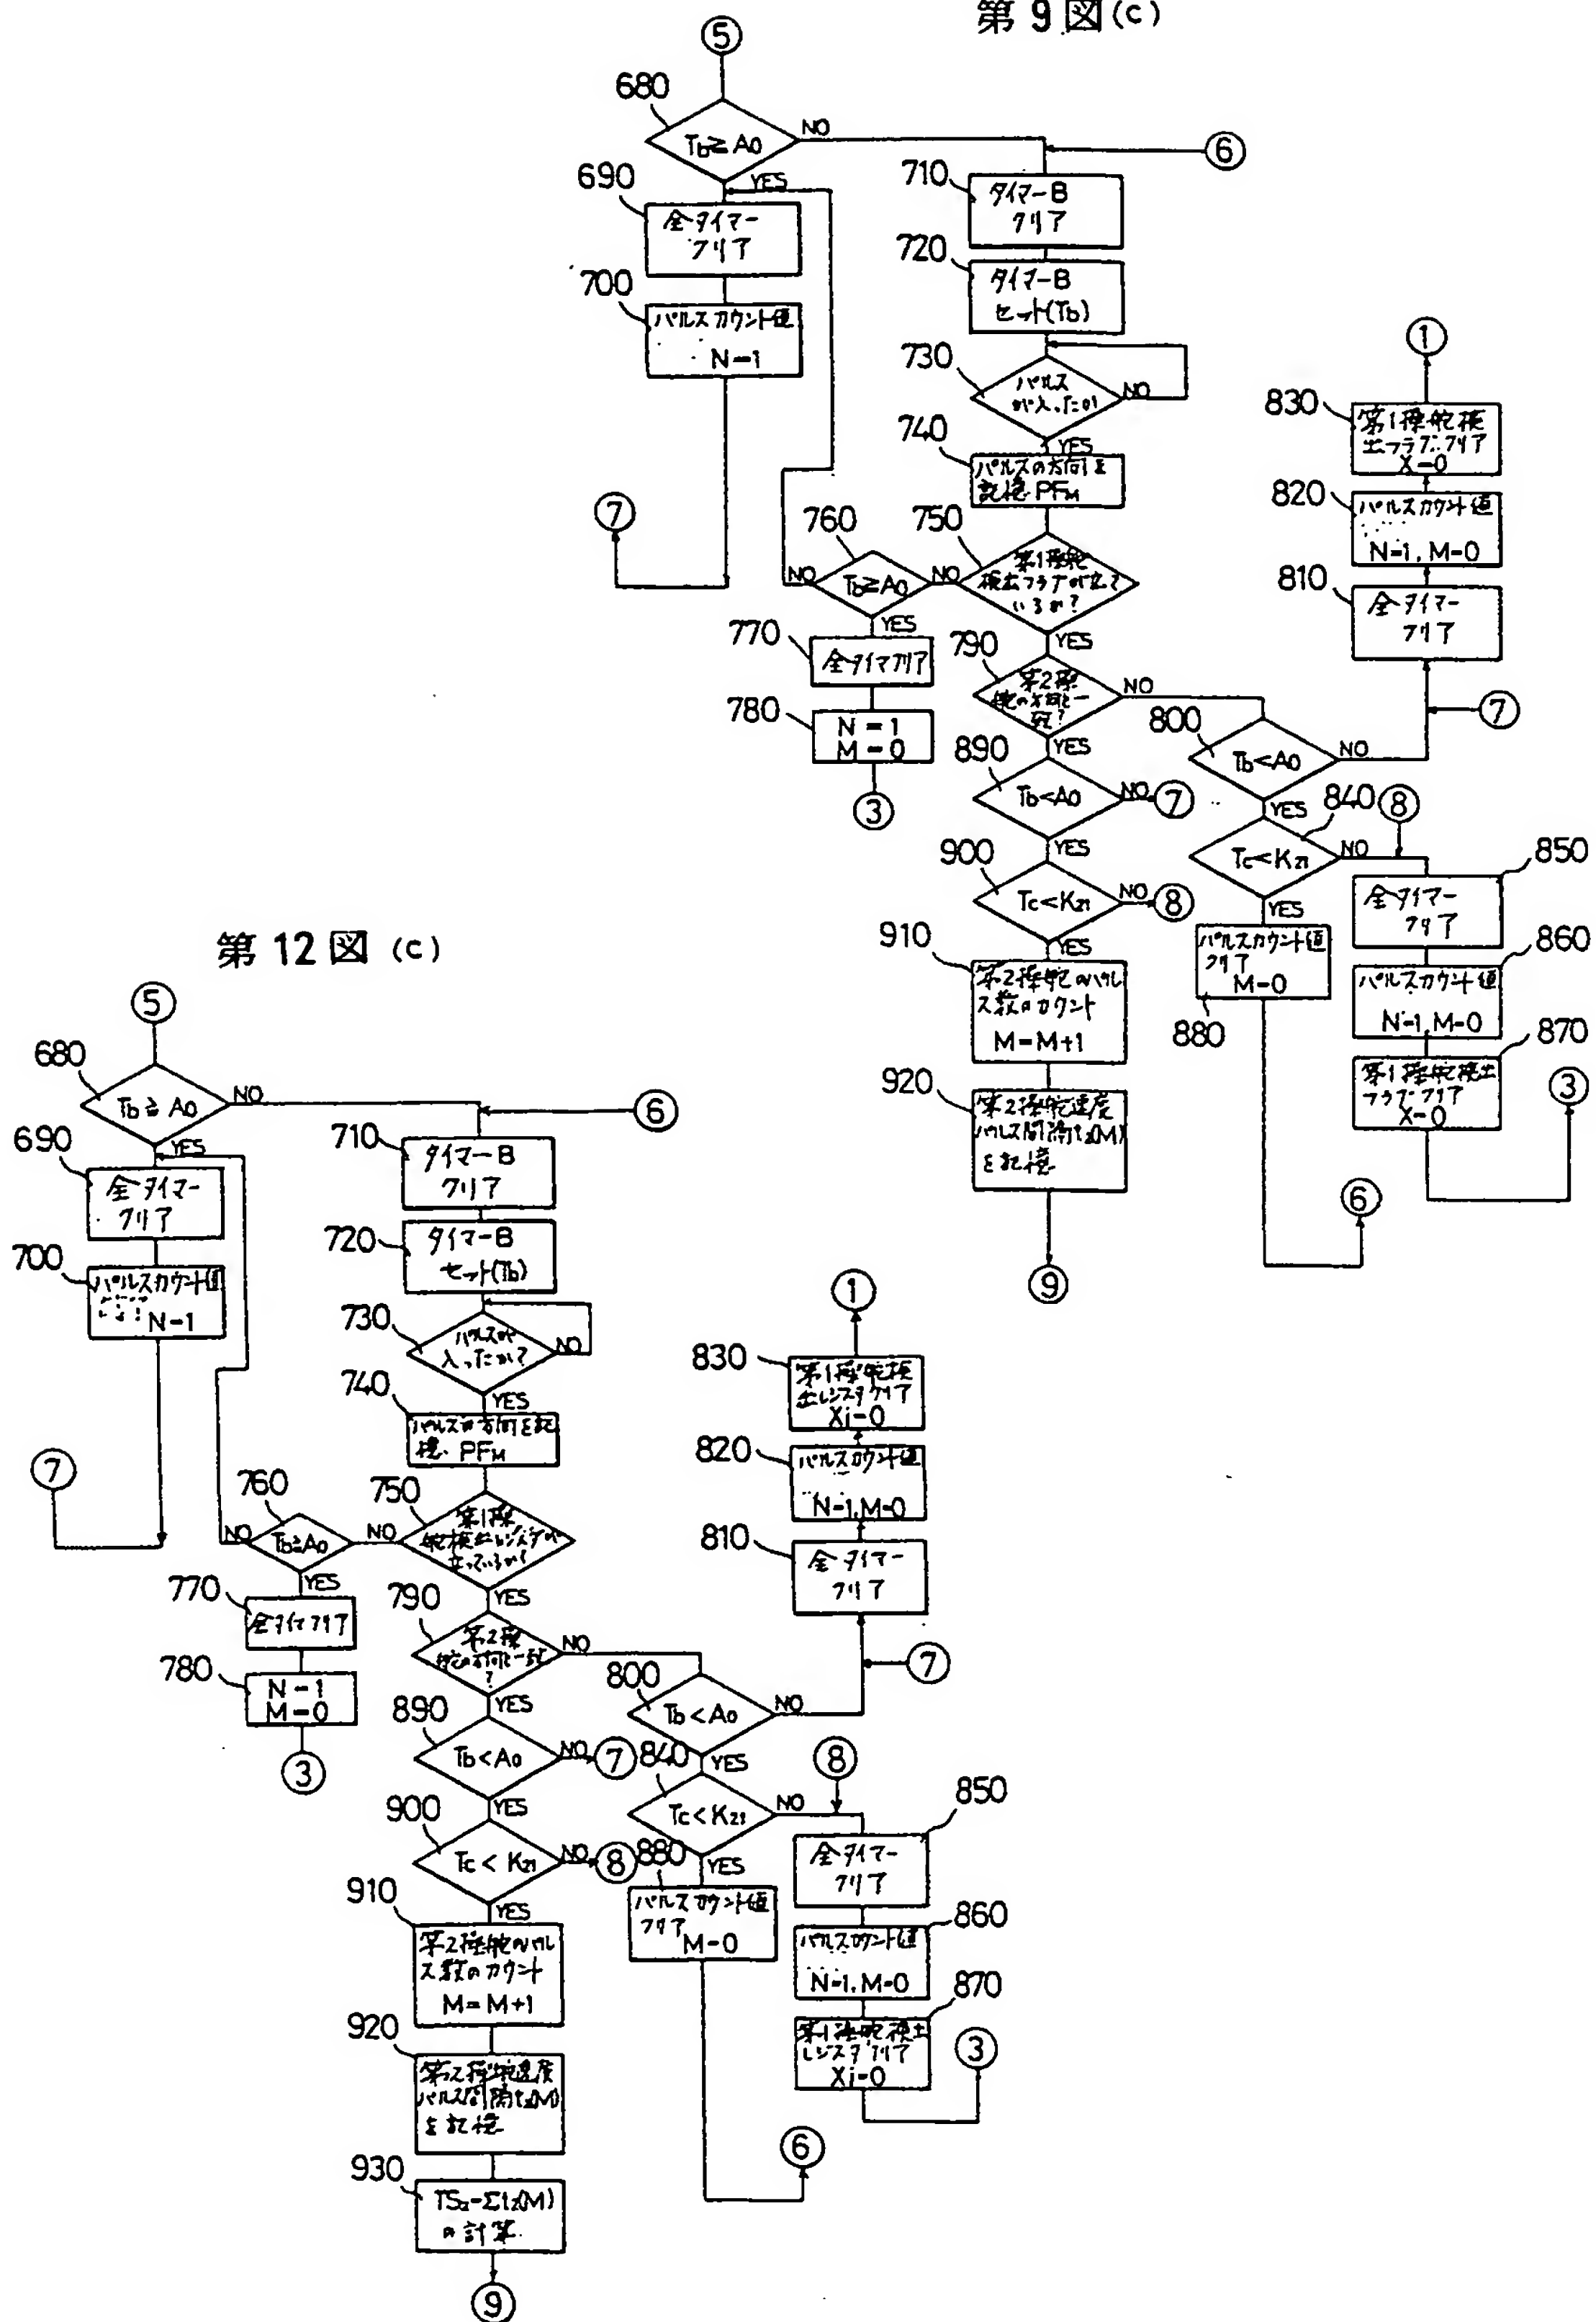 第9図(c)
⑤
680
Tb≧A0
NO
YES
⑥
690
全タイマー
クリア
700
パルスカウント値
N=1
⑦
710
タイマーB
クリア
720
タイマーB
セット(Tb)
730
パルス
が入ったか
NO
YES
740
パルスの方向を
記憶 PFM
750
第1操舵
検出フラグが立って
いるか?
NO
YES
760
Tb≧A0
NO
YES
770
全タイマクリア
780
N=1
M=0
③
790
第2操
舵の方向と一
致?
NO
YES
800
Tb<A0
NO
YES
⑦
810
全タイマー
クリア
820
パルスカウント値
N=1, M=0
830
第1操舵検
出フラグクリア
X=0
①
840
Tc<K21
NO
YES
⑧
850
全タイマー
クリア
860
パルスカウント値
N=1, M=0
870
第1操舵検出
フラグクリア
X=0
③
880
パルスカウント値
クリア
M=0
⑥
890
Tb<A0
NO
⑦
YES
900
Tc<K21
NO
⑧
YES
910
第2操舵のパル
ス数のカウント
M=M+1
920
第2操舵速度
パルス間隔t2(M)
を記憶
⑨
第12図(c)
⑤
680
Tb≧A0
NO
YES
⑥
690
全タイマー
クリア
700
パルスカウント値
N=1
⑦
710
タイマーB
クリア
720
タイマーB
セット(Tb)
730
パルスが
入ったか?
NO
YES
740
パルスの方向を記
憶 PFM
750
第1操
舵検出レジスタが
立っているか?
NO
YES
760
Tb≧A0
NO
YES
770
全タイマクリア
780
N=1
M=0
③
790
第2操
舵の方向と一致
?
NO
YES
800
Tb<A0
NO
YES
⑦
810
全タイマー
クリア
820
パルスカウント値
N=1, M=0
830
第1操舵検
出レジスタクリア
Xi=0
①
840
Tc<K21
NO
YES
⑧
850
全タイマー
クリア
860
パルスカウント値
N=1, M=0
870
第1操舵検出
レジスタクリア
Xi=0
③
880
パルスカウント値
クリア
M=0
⑥
890
Tb<A0
NO
⑦
YES
900
Tc<K21
NO
⑧
YES
910
第2操舵のパル
ス数のカウント
M=M+1
920
第2操舵速度
パルス間隔t2(M)
を記憶
930
TS2=Σt2(M)
の計算
⑨